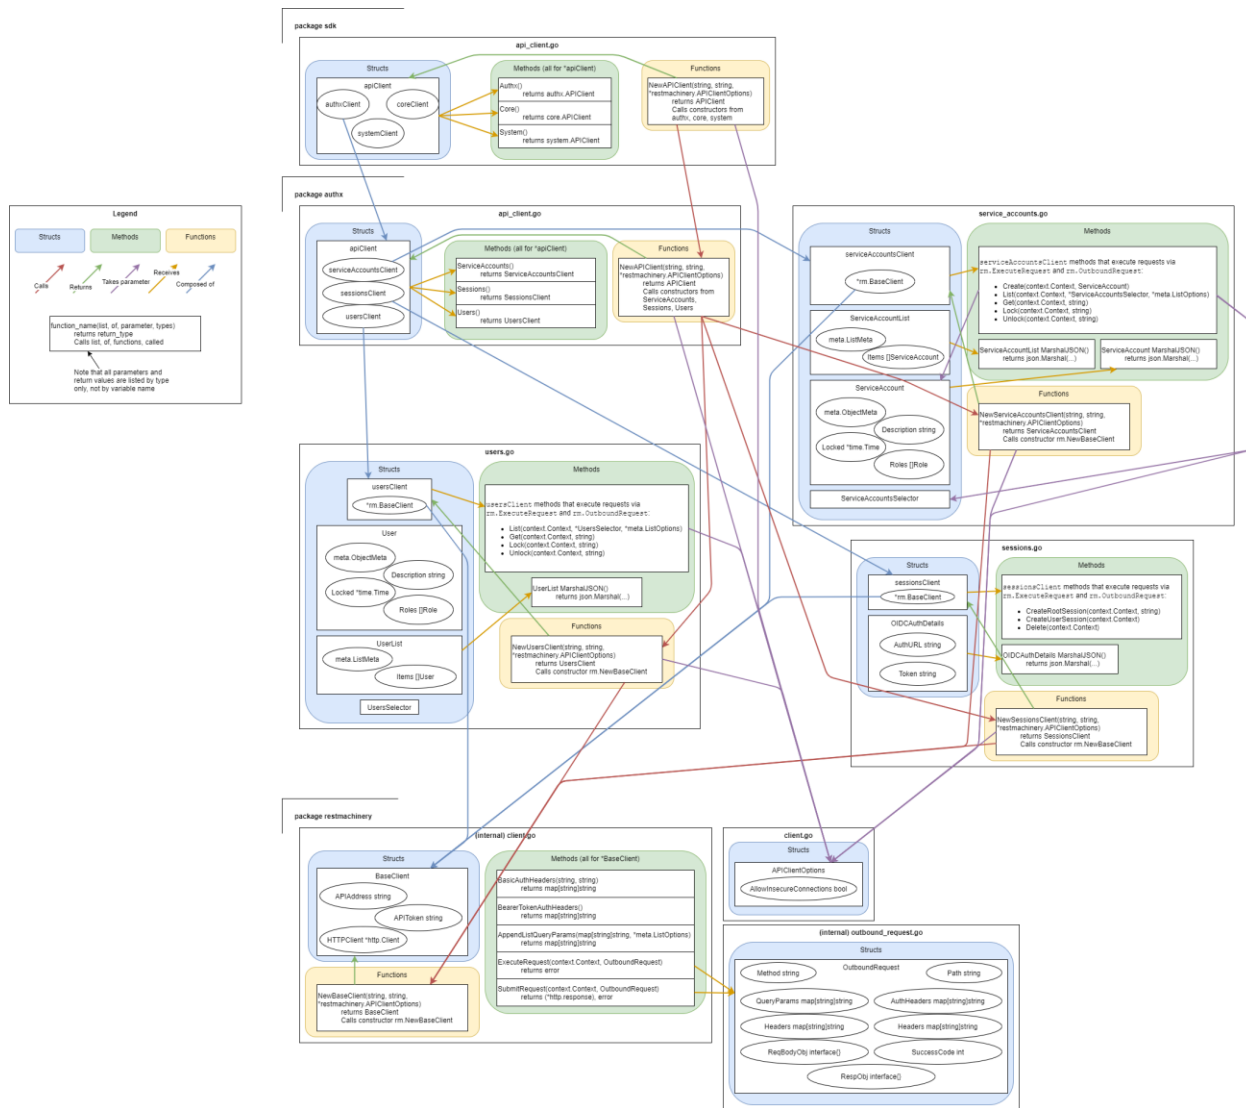 package sdk
api_client.go
Structs
apiClient
authxClient
coreClient
systemClient
Methods (all for *apiClient)
Authx()
returns authx.APIClient
Core()
returns core.APIClient
System()
returns system.APIClient
Functions
NewAPIClient(string, string,
*restmachinery.APIClientOptions)
returns APIClient
Calls constructors from
authx, core, system
Legend
Structs
Methods
Functions
Calls
Returns
Takes parameter
Receives
Composed of
function_name(list, of, parameter, types)
returns return_type
Calls list, of, functions, called
Note that all parameters and
return values are listed by type
only, not by variable name
package authx
api_client.go
Structs
apiClient
serviceAccountsClient
sessionsClient
usersClient
Methods (all for *apiClient)
ServiceAccounts()
returns ServiceAccountsClient
Sessions()
returns SessionsClient
Users()
returns UsersClient
Functions
NewAPIClient(string, string,
*restmachinery.APIClientOptions)
returns APIClient
Calls constructors from
ServiceAccounts,
Sessions, Users
service_accounts.go
Structs
serviceAccountsClient
*rm.BaseClient
ServiceAccountList
meta.ListMeta
Items []ServiceAccount
ServiceAccount
meta.ObjectMeta
Description string
Locked *time.Time
Roles []Role
ServiceAccountsSelector
Methods
serviceAccountsClient methods that execute requests via
rm.ExecuteRequest and rm.OutboundRequest:
• Create(context.Context, ServiceAccount)
• List(context.Context, *ServiceAccountsSelector, *meta.ListOptions)
• Get(context.Context, string)
• Lock(context.Context, string)
• Unlock(context.Context, string)
ServiceAccountList MarshalJSON()
returns json.Marshal(...)
ServiceAccount MarshalJSON()
returns json.Marshal(...)
Functions
NewServiceAccountsClient(string, string,
*restmachinery.APIClientOptions)
returns ServiceAccountsClient
Calls constructor rm.NewBaseClient
users.go
Structs
usersClient
*rm.BaseClient
User
meta.ObjectMeta
Description string
Locked *time.Time
Roles []Role
UserList
meta.ListMeta
Items []User
UsersSelector
Methods
usersClient methods that execute requests via
rm.ExecuteRequest and rm.OutboundRequest:
• List(context.Context, *UsersSelector, *meta.ListOptions)
• Get(context.Context, string)
• Lock(context.Context, string)
• Unlock(context.Context, string)
UserList MarshalJSON()
returns json.Marshal(...)
Functions
NewUsersClient(string, string,
*restmachinery.APIClientOptions)
returns UsersClient
Calls constructor rm.NewBaseClient
sessions.go
Structs
sessionsClient
*rm.BaseClient
OIDCAuthDetails
AuthURL string
Token string
Methods
sessionsClient methods that execute requests via
rm.ExecuteRequest and rm.OutboundRequest:
• CreateRootSession(context.Context, string)
• CreateUserSession(context.Context)
• Delete(context.Context)
OIDCAuthDetails MarshalJSON()
returns json.Marshal(...)
Functions
NewSessionsClient(string, string,
*restmachinery.APIClientOptions)
returns SessionsClient
Calls constructor rm.NewBaseClient
package restmachinery
(internal) client.go
Structs
BaseClient
APIAddress string
APIToken string
HTTPClient *http.Client
Functions
NewBaseClient(string, string,
*restmachinery.APIClientOptions)
returns BaseClient
Calls constructor rm.NewBaseClient
Methods (all for *BaseClient)
BasicAuthHeaders(string, string)
returns map[string]string
BearerTokenAuthHeaders()
returns map[string]string
AppendListQueryParams(map[string]string, *meta.ListOptions)
returns map[string]string
ExecuteRequest(context.Context, OutboundRequest)
returns error
SubmitRequest(context.Context, OutboundRequest)
returns (*http.response), error
client.go
Structs
APIClientOptions
AllowInsecureConnections bool
(internal) outbound_request.go
Structs
OutboundRequest
Method string
Path string
QueryParams map[string]string
AuthHeaders map[string]string
Headers map[string]string
Headers map[string]string
ReqBodyObj interface{}
SuccessCode int
RespObj interface{}